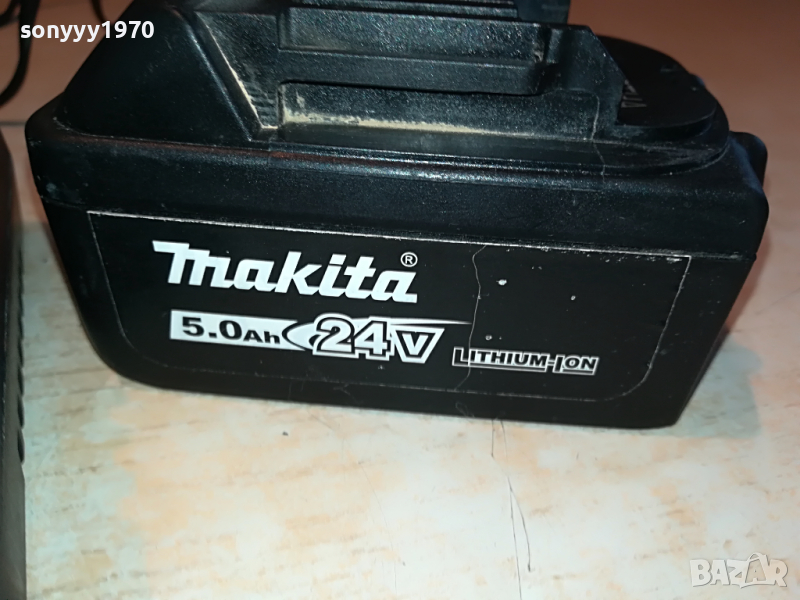 sonyyy1970
makita®
5.0Ah 24V
LITHIUM-ION
BAZAR